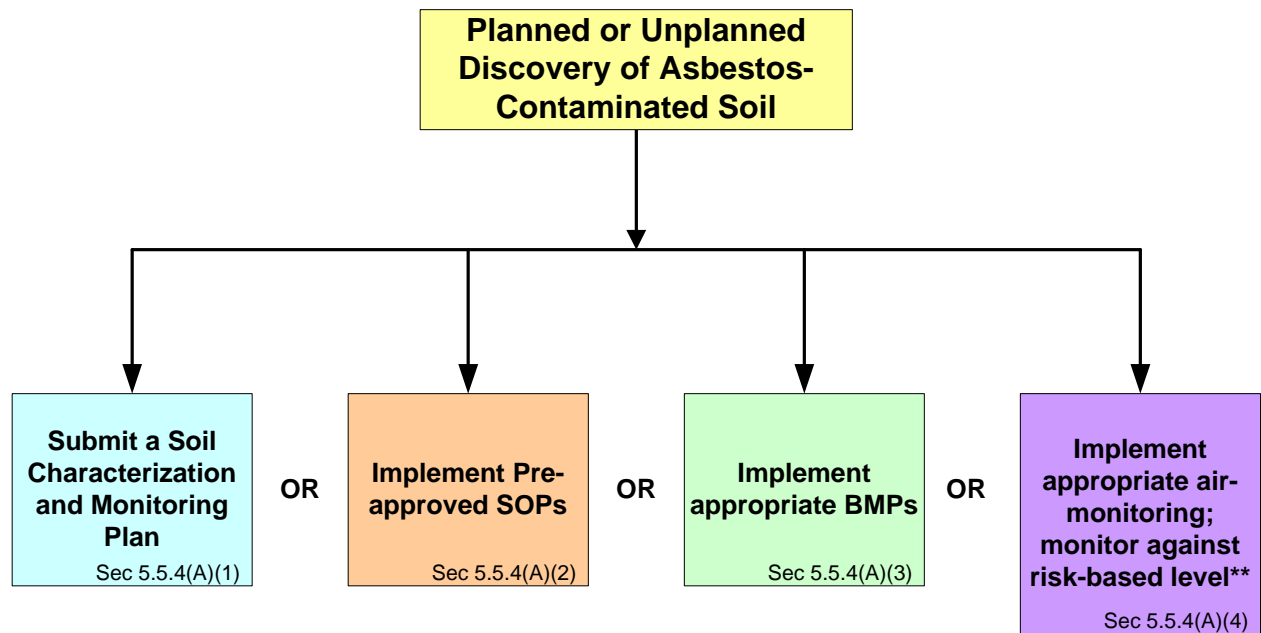 Planned or Unplanned
Discovery of Asbestos-
Contaminated Soil
Submit a Soil
Characterization
and Monitoring
Plan
Sec 5.5.4(A)(1)
OR
Implement Pre-
approved SOPs
Sec 5.5.4(A)(2)
OR
Implement
appropriate BMPs
Sec 5.5.4(A)(3)
OR
Implement
appropriate air-
monitoring;
monitor against
risk-based level**
Sec 5.5.4(A)(4)